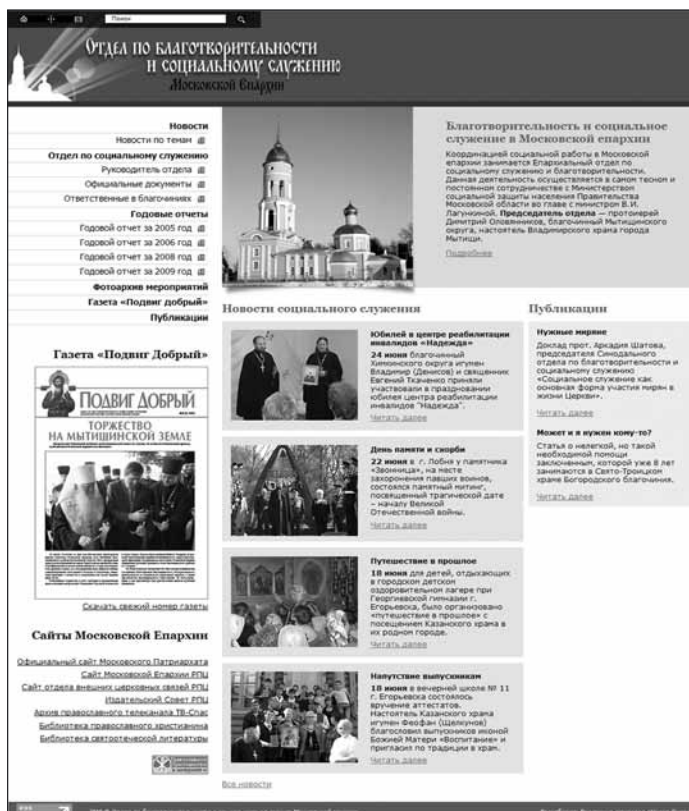 Поиск
Отдел по благотворительности
и социальному служению
Московской Епархии
Новости
Новости по темам
Отдел по социальному служению
Руководитель отдела
Официальные документы
Ответственные в благочиниях
Годовые отчеты
Годовой отчет за 2005 год
Годовой отчет за 2006 год
Годовой отчет за 2008 год
Годовой отчет за 2009 год
Фотоархив мероприятий
Газета «Подвиг добрый»
Публикации
Газета «Подвиг Добрый»
Подвиг Добрый
ТОРЖЕСТВО
НА МЫТИЩИНСКОЙ ЗЕМЛЕ
Скачать свежий номер газеты
Сайты Московской Епархии
Официальный сайт Московского Патриархата
Сайт Московской Епархии РПЦ
Сайт отдела внешних церковных связей РПЦ
Издательский Совет РПЦ
Архив православного телеканала ТВ-Спас
Библиотека православного христианина
Библиотека святоотеческой литературы
Благотворительность и социальное
служение в Московской епархии
Координацией социальной работы в Московской
епархии занимается Епархиальный отдел по
социальному служению и благотворительности.
Данная деятельность осуществляется в самом тесном и
постоянном сотрудничестве с Министерством
социальной защиты населения Правительства
Московской области во главе с министром В.И.
Лагункиной. Председатель отдела — протоиерей
Димитрий Оловянников, благочинный Мытищинского
округа, настоятель Владимирского храма города
Мытищи.
Подробнее
Новости социального служения
Юбилей в центре реабилитации
инвалидов «Надежда»
24 июня благочинный
Химкинского округа игумен
Владимир (Денисов) и священник
Евгений Ткаченко приняли
участвовали в праздновании
юбилея центра реабилитации
инвалидов "Надежда".
Читать далее
День памяти и скорби
22 июня в г. Лобня у памятника
«Звонница», на месте
захоронения павших воинов,
состоялся памятный митинг,
посвященный трагической дате
– началу Великой
Отечественной войны.
Читать далее
Путешествие в прошлое
18 июня для детей, отдыхающих
в городском детском
оздоровительном лагере при
Георгиевской гимназии г.
Егорьевска, было организовано
«путешествие в прошлое» с
посещением Казанского храма в
их родном городе.
Читать далее
Напутствие выпускникам
18 июня в вечерней школе № 11
г. Егорьевска состоялось
вручение аттестатов.
Настоятель Казанского храма
игумен Феофан (Щелкунов)
благословил выпускников иконой
Божией Матери «Воспитание» и
пригласил по традиции в храм.
Читать далее
Все новости
Публикации
Нужные миряне
Доклад прот. Аркадия Шатова,
председателя Синодального
отдела по благотворительности и
социальному служению
«Социальное служение как
основная форма участия мирян в
жизни Церкви».
Читать далее
Может и я нужен кому-то?
Статья о нелегкой, но такой
необходимой помощи
заключенным, которой уже 8 лет
занимаются в Свято-Троицком
храме Богородского благочиния.
Читать далее